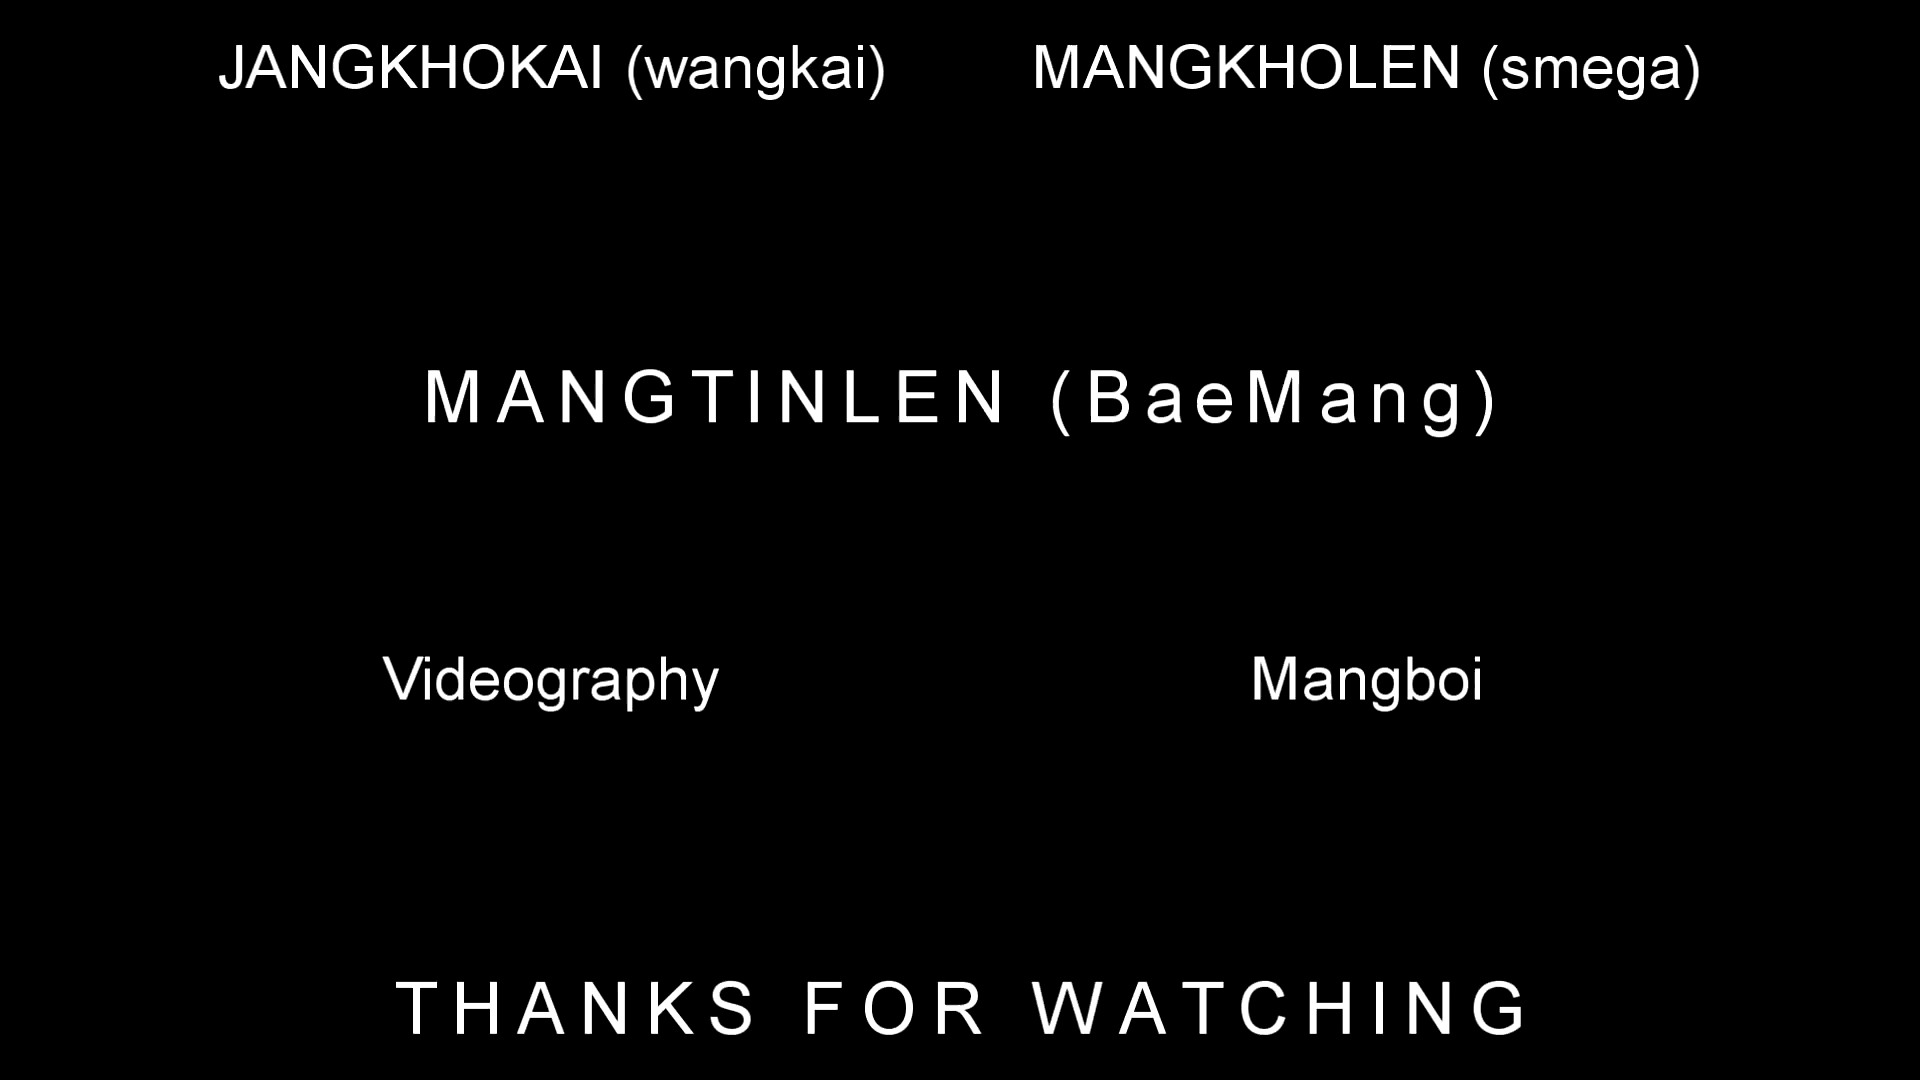 JANGKHOKAI (wangkai) MANGKHOLEN (smega)
MANGTINLEN (BaeMang)
Videography Mangboi
THANKS FOR WATCHING